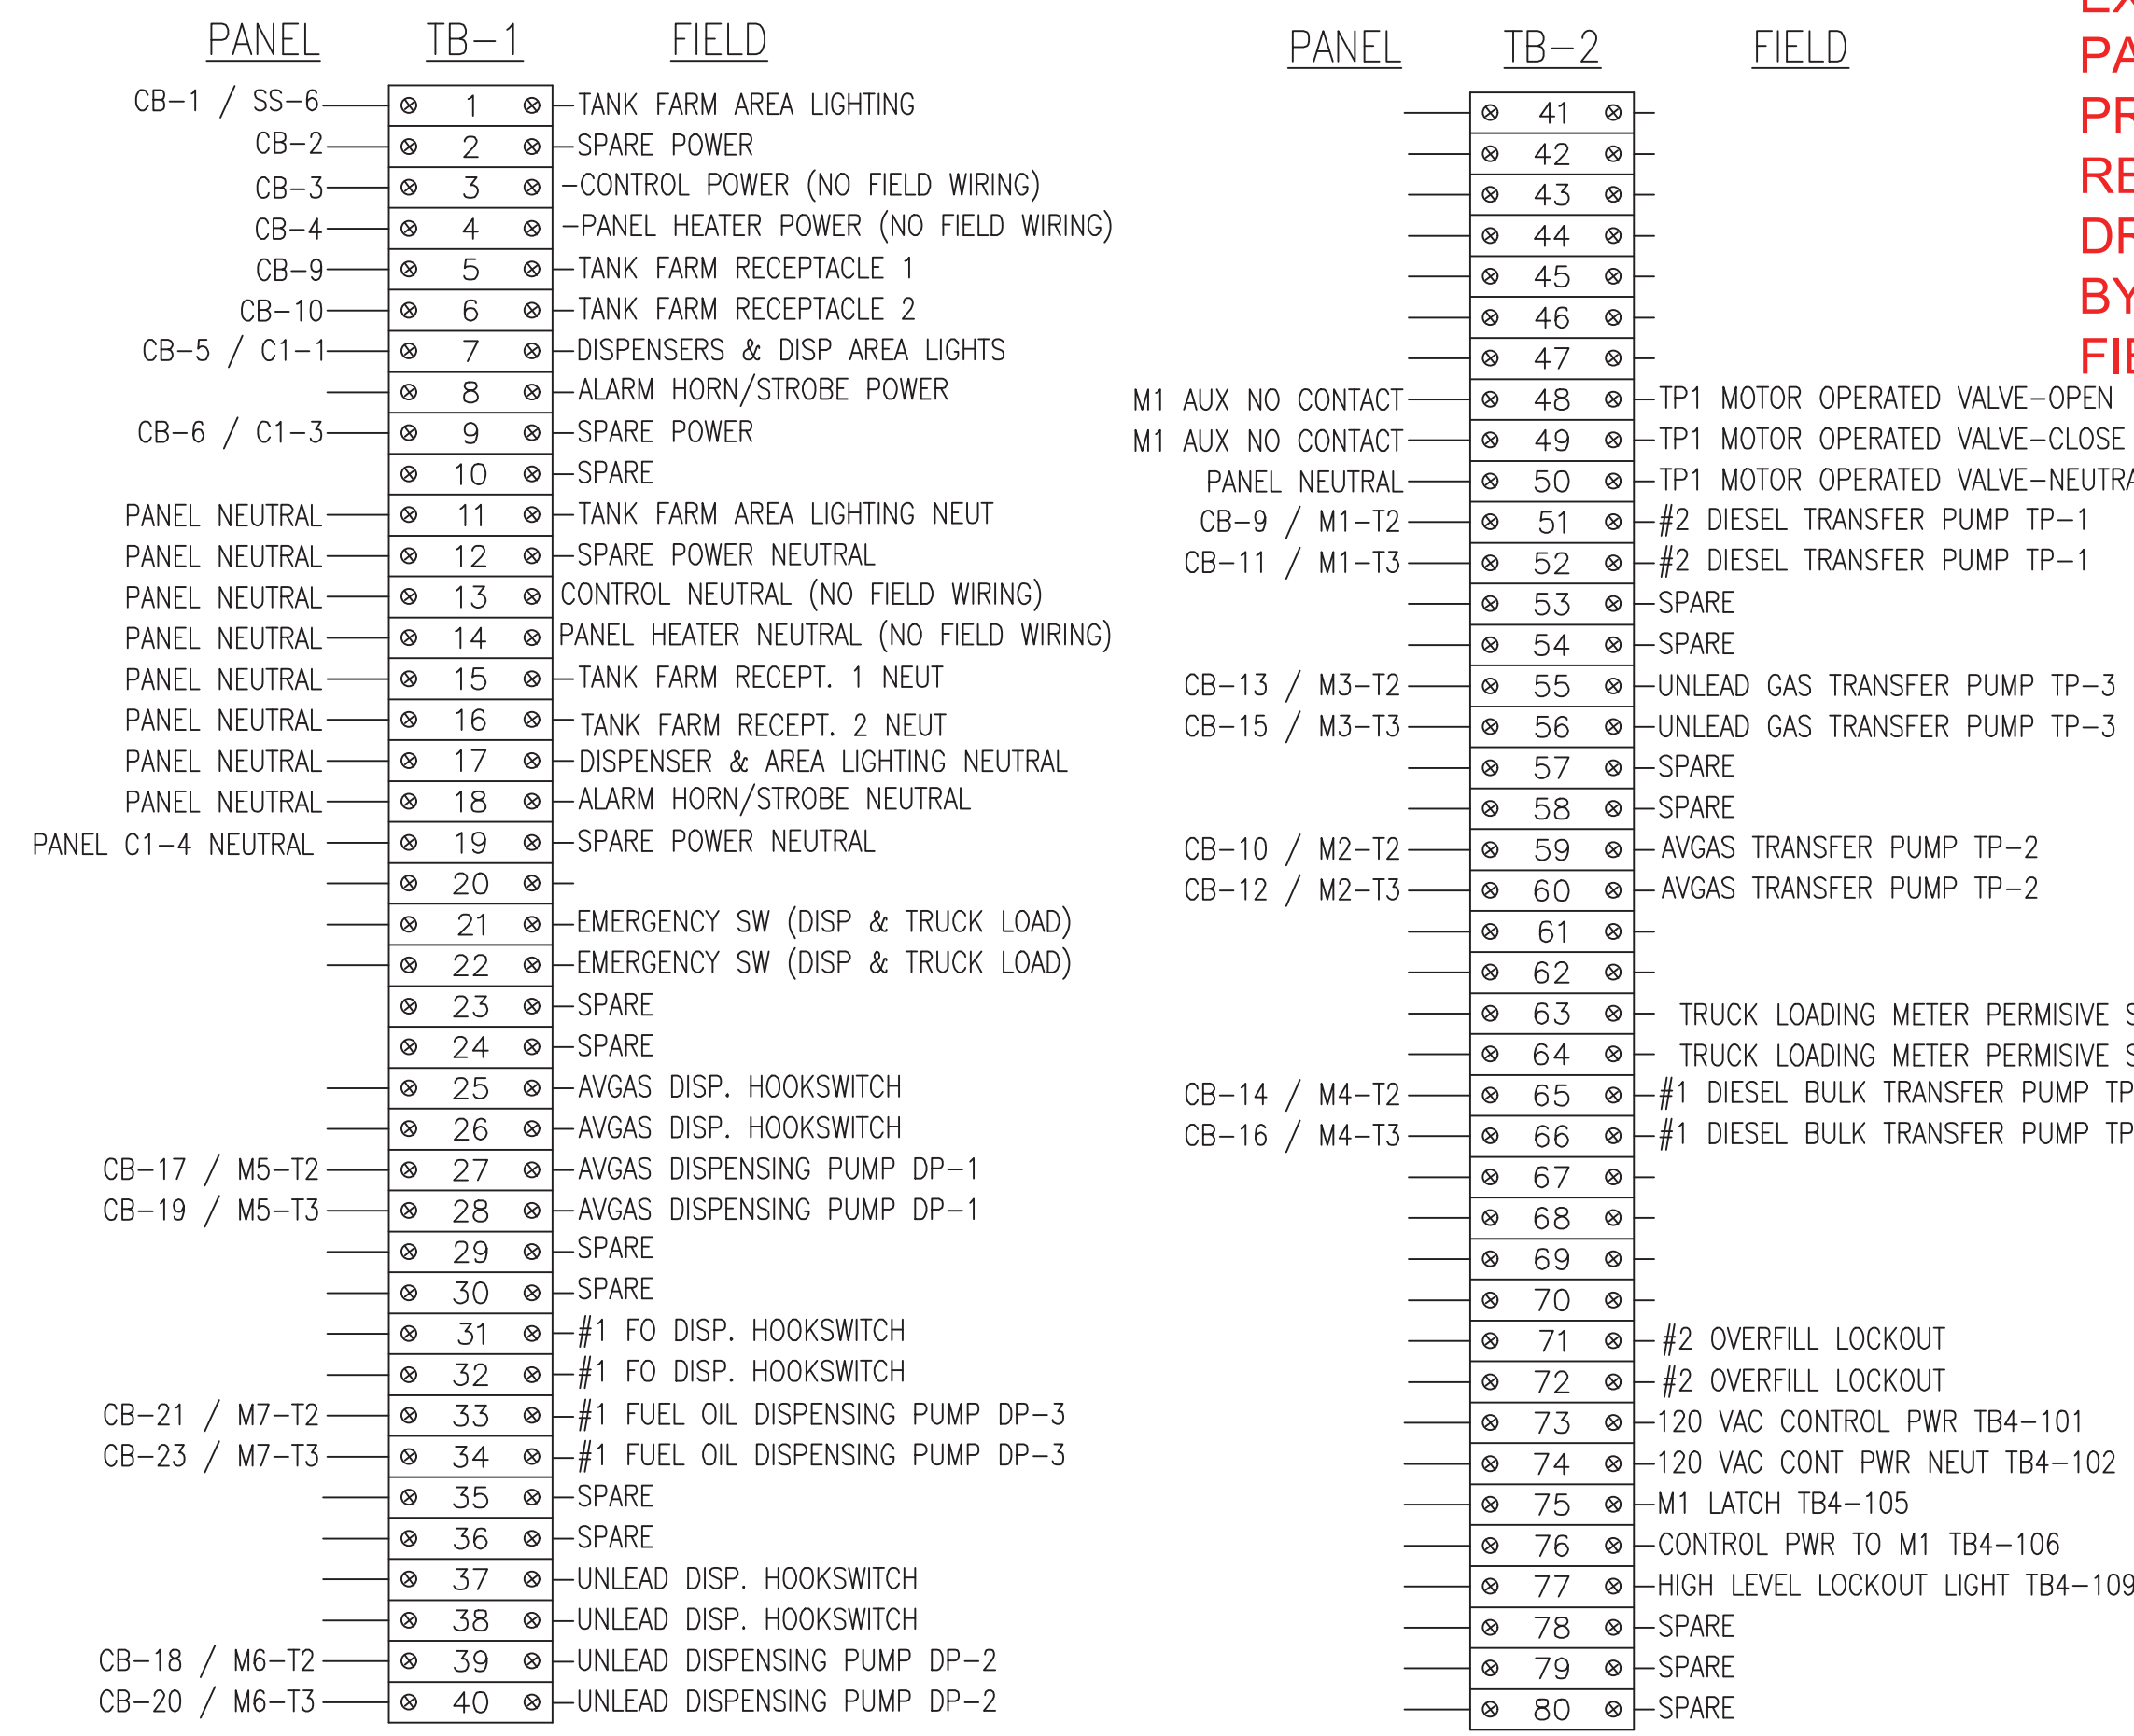 PANEL TB-1 FIELD
CB-1 / SS-6 1 TANK FARM AREA LIGHTING
CB-2 2 SPARE POWER
CB-3 3 -CONTROL POWER (NO FIELD WIRING)
CB-4 4 -PANEL HEATER POWER (NO FIELD WIRING)
CB-9 5 TANK FARM RECEPTACLE 1
CB-10 6 TANK FARM RECEPTACLE 2
CB-5 / C1-1 7 DISPENSERS & DISP AREA LIGHTS
8 ALARM HORN/STROBE POWER
CB-6 / C1-3 9 SPARE POWER
10 SPARE
PANEL NEUTRAL 11 TANK FARM AREA LIGHTING NEUT
PANEL NEUTRAL 12 SPARE POWER NEUTRAL
PANEL NEUTRAL 13 CONTROL NEUTRAL (NO FIELD WIRING)
PANEL NEUTRAL 14 PANEL HEATER NEUTRAL (NO FIELD WIRING)
PANEL NEUTRAL 15 TANK FARM RECEPT. 1 NEUT
PANEL NEUTRAL 16 TANK FARM RECEPT. 2 NEUT
PANEL NEUTRAL 17 DISPENSER & AREA LIGHTING NEUTRAL
PANEL NEUTRAL 18 ALARM HORN/STROBE NEUTRAL
PANEL C1-4 NEUTRAL 19 SPARE POWER NEUTRAL
20
21 EMERGENCY SW (DISP & TRUCK LOAD)
22 EMERGENCY SW (DISP & TRUCK LOAD)
23 SPARE
24 SPARE
25 AVGAS DISP. HOOKSWITCH
26 AVGAS DISP. HOOKSWITCH
CB-17 / M5-T2 27 AVGAS DISPENSING PUMP DP-1
CB-19 / M5-T3 28 AVGAS DISPENSING PUMP DP-1
29 SPARE
30 SPARE
31 #1 FO DISP. HOOKSWITCH
32 #1 FO DISP. HOOKSWITCH
CB-21 / M7-T2 33 #1 FUEL OIL DISPENSING PUMP DP-3
CB-23 / M7-T3 34 #1 FUEL OIL DISPENSING PUMP DP-3
35 SPARE
36 SPARE
37 UNLEAD DISP. HOOKSWITCH
38 UNLEAD DISP. HOOKSWITCH
CB-18 / M6-T2 39 UNLEAD DISPENSING PUMP DP-2
CB-20 / M6-T3 40 UNLEAD DISPENSING PUMP DP-2
PANEL TB-2 FIELD
41
42
43
44
45
46
47
M1 AUX NO CONTACT 48 TP1 MOTOR OPERATED VALVE-OPEN
M1 AUX NO CONTACT 49 TP1 MOTOR OPERATED VALVE-CLOSE
PANEL NEUTRAL 50 TP1 MOTOR OPERATED VALVE-NEUTRA
CB-9 / M1-T2 51 #2 DIESEL TRANSFER PUMP TP-1
CB-11 / M1-T3 52 #2 DIESEL TRANSFER PUMP TP-1
53 SPARE
54 SPARE
CB-13 / M3-T2 55 UNLEAD GAS TRANSFER PUMP TP-3
CB-15 / M3-T3 56 UNLEAD GAS TRANSFER PUMP TP-3
57 SPARE
58 SPARE
CB-10 / M2-T2 59 AVGAS TRANSFER PUMP TP-2
CB-12 / M2-T3 60 AVGAS TRANSFER PUMP TP-2
61
62
63 TRUCK LOADING METER PERMISIVE S
64 TRUCK LOADING METER PERMISIVE S
CB-14 / M4-T2 65 #1 DIESEL BULK TRANSFER PUMP TP
CB-16 / M4-T3 66 #1 DIESEL BULK TRANSFER PUMP TP
67
68
69
70
71 #2 OVERFILL LOCKOUT
72 #2 OVERFILL LOCKOUT
73 120 VAC CONTROL PWR TB4-101
74 120 VAC CONT PWR NEUT TB4-102
75 M1 LATCH TB4-105
76 CONTROL PWR TO M1 TB4-106
77 HIGH LEVEL LOCKOUT LIGHT TB4-109
78 SPARE
79 SPARE
80 SPARE
PA
PR
RE
DR
BY